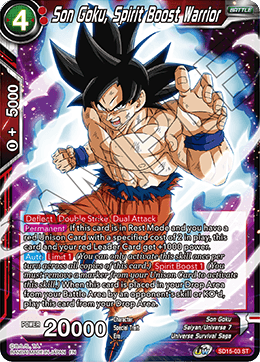 4
Son Goku, Spirit Boost Warrior
BATTLE
0 + 5000
Deflect Double Strike Dual Attack
Permanent If this card is in Rest Mode and you have a
red Unison Card with a specified cost of 2 in play, this
card and your red Leader Card get +1000 power.
Auto Limit 1 (You can only activate this skill once per
turn across all copies of this card.) Spirit Boost 1 (You
must remove a marker from your Unison Card to activate
this skill.) When this card is placed in your Drop Area
from your Battle Area by an opponent's skill or KO'd,
play this card from your Drop Area.
POWER
20000
Character
Special Trait
Era
Son Goku
Saiyan/Universe 7
Universe Survival Saga
SD15-03 ST